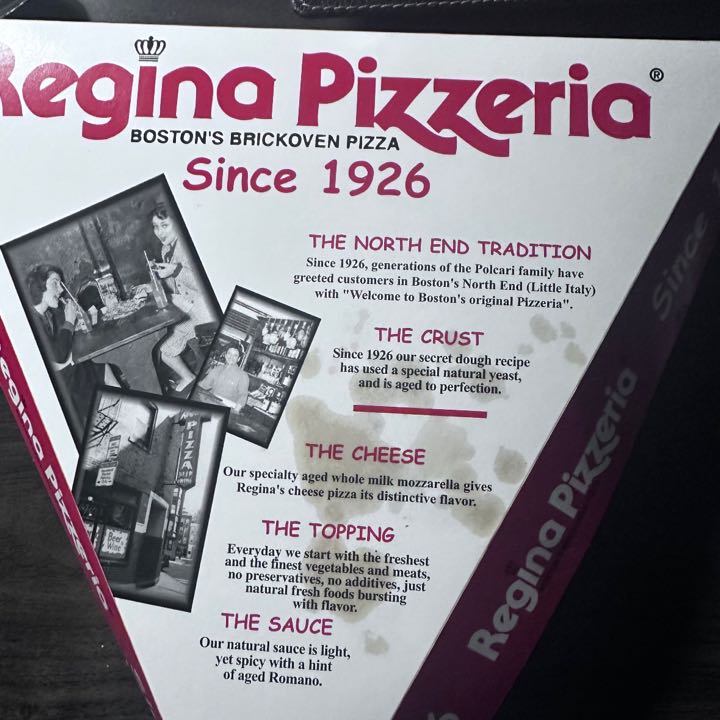 Regina Pizzeria®
BOSTON'S BRICKOVEN PIZZA
Since 1926
THE NORTH END TRADITION
Since 1926, generations of the Polcari family have
greeted customers in Boston's North End (Little Italy)
with "Welcome to Boston's original Pizzeria".
THE CRUST
Since 1926 our secret dough recipe
has used a special natural yeast,
and is aged to perfection.
THE CHEESE
Our specialty aged whole milk mozzarella gives
Regina's cheese pizza its distinctive flavor.
THE TOPPING
Everyday we start with the freshest
and the finest vegetables and meats,
no preservatives, no additives, just
natural fresh foods bursting
with flavor.
THE SAUCE
Our natural sauce is light,
yet spicy with a hint
of aged Romano.
PIZZA
Beer
Wine
Regina Pizzeria
Regina Pizzeria
Since